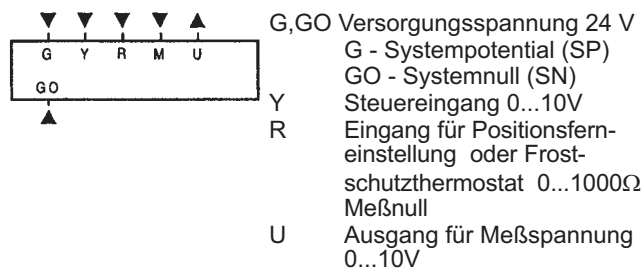 G Y R M U
GO
G,GO Versorgungsspannung 24 V
G - Systempotential (SP)
GO - Systemnull (SN)
Y Steuereingang 0...10V
R Eingang für Positionsfern-
einstellung oder Frost-
schutzthermostat 0...1000Ω
Meßnull
U Ausgang für Meßspannung
0...10V